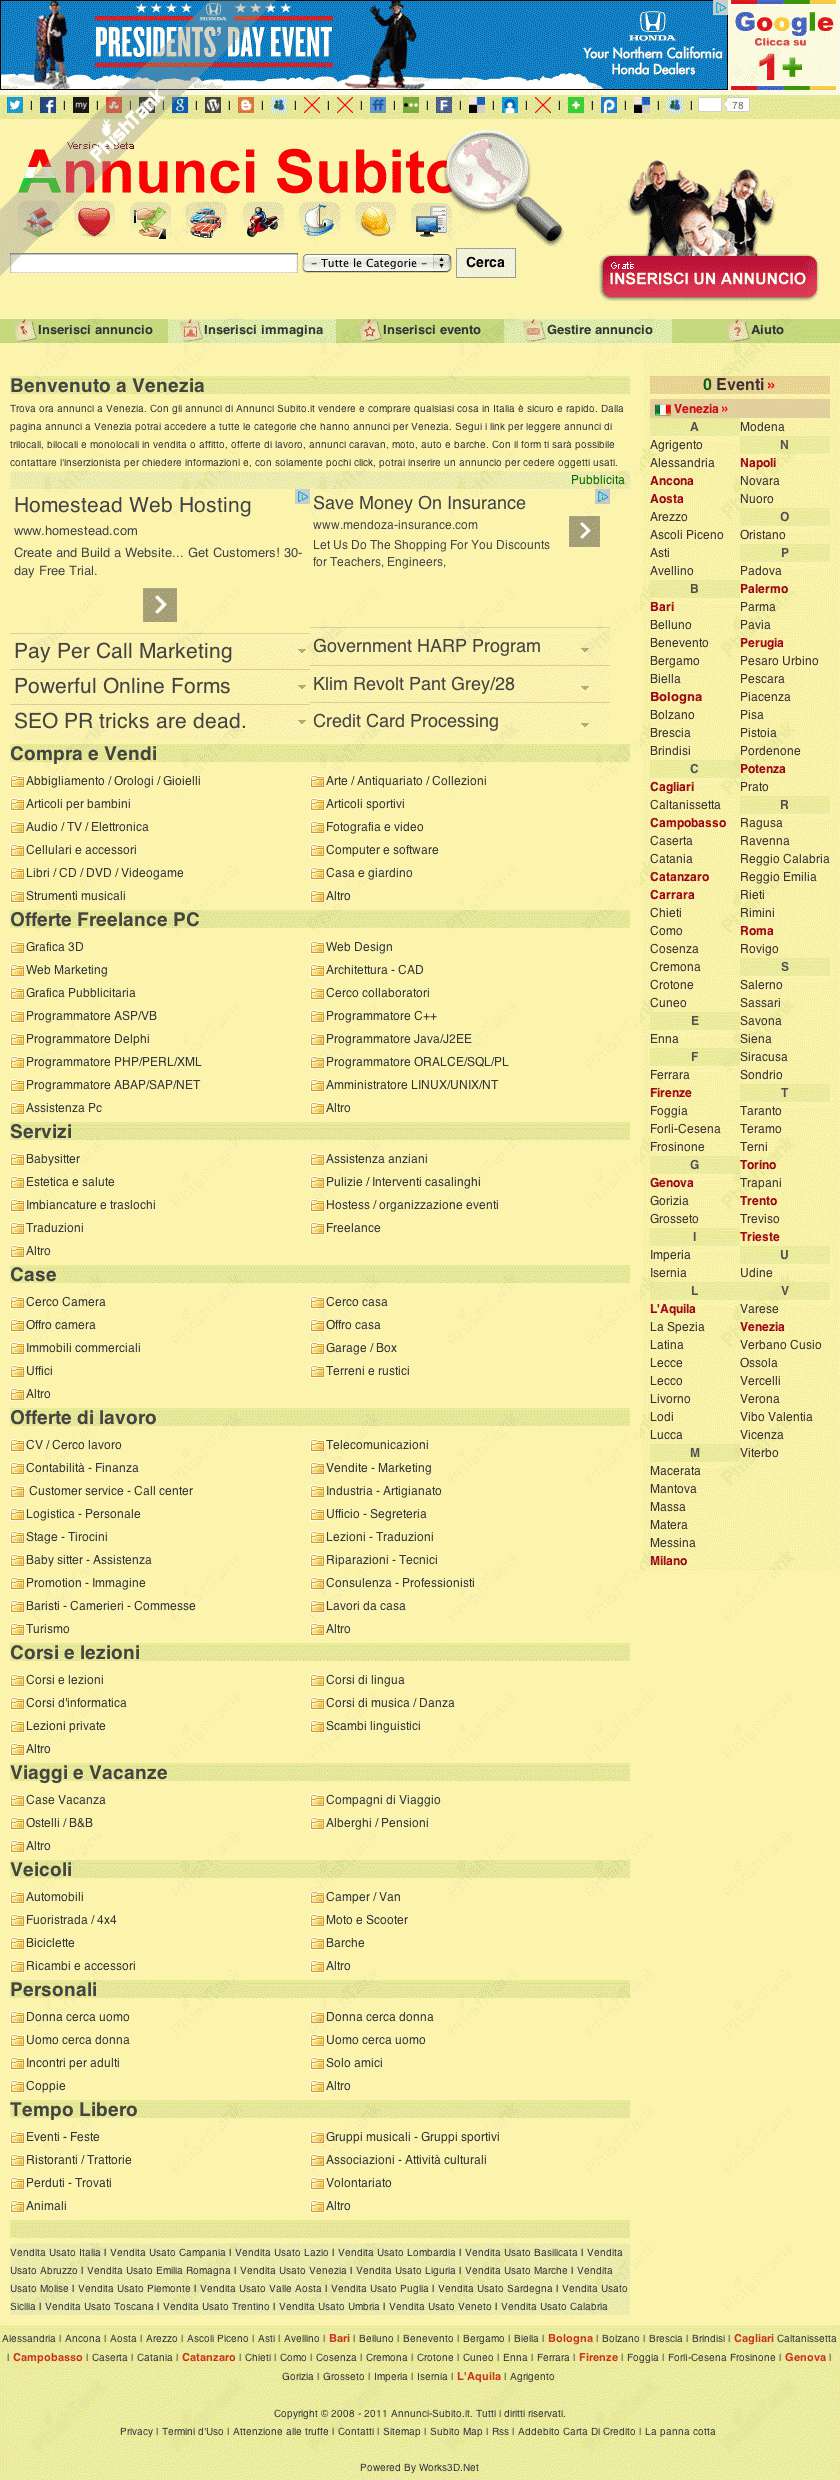 HONDA
PRESIDENTS' DAY EVENT
HONDA
Your Northern California
Honda Dealers
Google
Clicca su
1+
78
PhishTank
Annunci Subito
- Tutte le Categorie -
Cerca
Gratis
INSERISCI UN ANNUNCIO
Inserisci annuncio
Inserisci immagina
Inserisci evento
Gestire annuncio
Aiuto
Benvenuto a Venezia
Trova ora annunci a Venezia. Con gli annunci di Annunci Subito.it vendere e comprare qualsiasi cosa in Italia è sicuro e rapido. Dalla
pagina annunci a Venezia potrai accedere a tutte le categorie che hanno annunci per Venezia. Segui i link per leggere annunci di
trilocali, bilocali e monolocali in vendita o affitto, offerte di lavoro, annunci caravan, moto, auto e barche. Con il form ti sarà possibile
contattare l'inserzionista per chiedere informazioni e, con solamente pochi click, potrai inserire un annuncio per cedere oggetti usati.
Pubblicita
Homestead Web Hosting
www.homestead.com
Create and Build a Website... Get Customers! 30-
day Free Trial.
Pay Per Call Marketing
Powerful Online Forms
SEO PR tricks are dead.
Save Money On Insurance
www.mendoza-insurance.com
Let Us Do The Shopping For You Discounts
for Teachers, Engineers,
Government HARP Program
Klim Revolt Pant Grey/28
Credit Card Processing
Compra e Vendi
Abbigliamento / Orologi / Gioielli
Arte / Antiquariato / Collezioni
Articoli per bambini
Articoli sportivi
Audio / TV / Elettronica
Fotografia e video
Cellulari e accessori
Computer e software
Libri / CD / DVD / Videogame
Casa e giardino
Strumenti musicali
Altro
Offerte Freelance PC
Grafica 3D
Web Design
Web Marketing
Architettura - CAD
Grafica Pubblicitaria
Cerco collaboratori
Programmatore ASP/VB
Programmatore C++
Programmatore Delphi
Programmatore Java/J2EE
Programmatore PHP/PERL/XML
Programmatore ORALCE/SQL/PL
Programmatore ABAP/SAP/NET
Amministratore LINUX/UNIX/NT
Assistenza Pc
Altro
Servizi
Babysitter
Assistenza anziani
Estetica e salute
Pulizie / Interventi casalinghi
Imbiancature e traslochi
Hostess / organizzazione eventi
Traduzioni
Freelance
Altro
Case
Cerco Camera
Cerco casa
Offro camera
Offro casa
Immobili commerciali
Garage / Box
Uffici
Terreni e rustici
Altro
Offerte di lavoro
CV / Cerco lavoro
Telecomunicazioni
Contabilità - Finanza
Vendite - Marketing
Customer service - Call center
Industria - Artigianato
Logistica - Personale
Ufficio - Segreteria
Stage - Tirocini
Lezioni - Traduzioni
Baby sitter - Assistenza
Riparazioni - Tecnici
Promotion - Immagine
Consulenza - Professionisti
Baristi - Camerieri - Commesse
Lavori da casa
Turismo
Altro
Corsi e lezioni
Corsi e lezioni
Corsi di lingua
Corsi d'informatica
Corsi di musica / Danza
Lezioni private
Scambi linguistici
Altro
Viaggi e Vacanze
Case Vacanza
Compagni di Viaggio
Ostelli / B&B
Alberghi / Pensioni
Altro
Veicoli
Automobili
Camper / Van
Fuoristrada / 4x4
Moto e Scooter
Biciclette
Barche
Ricambi e accessori
Altro
Personali
Donna cerca uomo
Donna cerca donna
Uomo cerca donna
Uomo cerca uomo
Incontri per adulti
Solo amici
Coppie
Altro
Tempo Libero
Eventi - Feste
Gruppi musicali - Gruppi sportivi
Ristoranti / Trattorie
Associazioni - Attività culturali
Perduti - Trovati
Volontariato
Animali
Altro
0 Eventi »
Venezia »
A
Agrigento
Alessandria
Ancona
Aosta
Arezzo
Ascoli Piceno
Asti
Avellino
B
Bari
Belluno
Benevento
Bergamo
Biella
Bologna
Bolzano
Brescia
Brindisi
C
Cagliari
Caltanissetta
Campobasso
Caserta
Catania
Catanzaro
Carrara
Chieti
Como
Cosenza
Cremona
Crotone
Cuneo
E
Enna
F
Ferrara
Firenze
Foggia
Forli-Cesena
Frosinone
G
Genova
Gorizia
Grosseto
I
Imperia
Isernia
L
L'Aquila
La Spezia
Latina
Lecce
Lecco
Livorno
Lodi
Lucca
M
Macerata
Mantova
Massa
Matera
Messina
Milano
Modena
N
Napoli
Novara
Nuoro
O
Oristano
P
Padova
Palermo
Parma
Pavia
Perugia
Pesaro Urbino
Pescara
Piacenza
Pisa
Pistoia
Pordenone
Potenza
Prato
R
Ragusa
Ravenna
Reggio Calabria
Reggio Emilia
Rieti
Rimini
Roma
Rovigo
S
Salerno
Sassari
Savona
Siena
Siracusa
Sondrio
T
Taranto
Teramo
Terni
Torino
Trapani
Trento
Treviso
Trieste
U
Udine
V
Varese
Venezia
Verbano Cusio
Ossola
Vercelli
Verona
Vibo Valentia
Vicenza
Viterbo
Vendita Usato Italia | Vendita Usato Campania | Vendita Usato Lazio | Vendita Usato Lombardia | Vendita Usato Basilicata | Vendita
Usato Abruzzo | Vendita Usato Emilia Romagna | Vendita Usato Venezia | Vendita Usato Liguria | Vendita Usato Marche | Vendita
Usato Molise | Vendita Usato Piemonte | Vendita Usato Valle Aosta | Vendita Usato Puglia | Vendita Usato Sardegna | Vendita Usato
Sicilia | Vendita Usato Toscana | Vendita Usato Trentino | Vendita Usato Umbria | Vendita Usato Veneto | Vendita Usato Calabria
Alessandria | Ancona | Aosta | Arezzo | Ascoli Piceno | Asti | Avellino | Bari | Belluno | Benevento | Bergamo | Biella | Bologna | Bolzano | Brescia | Brindisi | Cagliari Caltanissetta
| Campobasso | Caserta | Catania | Catanzaro | Chieti | Como | Cosenza | Cremona | Crotone | Cuneo | Enna | Ferrara | Firenze | Foggia | Forli-Cesena Frosinone | Genova |
Gorizia | Grosseto | Imperia | Isernia | L'Aquila | Agrigento
Copyright © 2008 - 2011 Annunci-Subito.it. Tutti i diritti riservati.
Privacy | Termini d'Uso | Attenzione alle truffe | Contatti | Sitemap | Subito Map | Rss | Addebito Carta Di Credito | La panna cotta
Powered By Works3D.Net